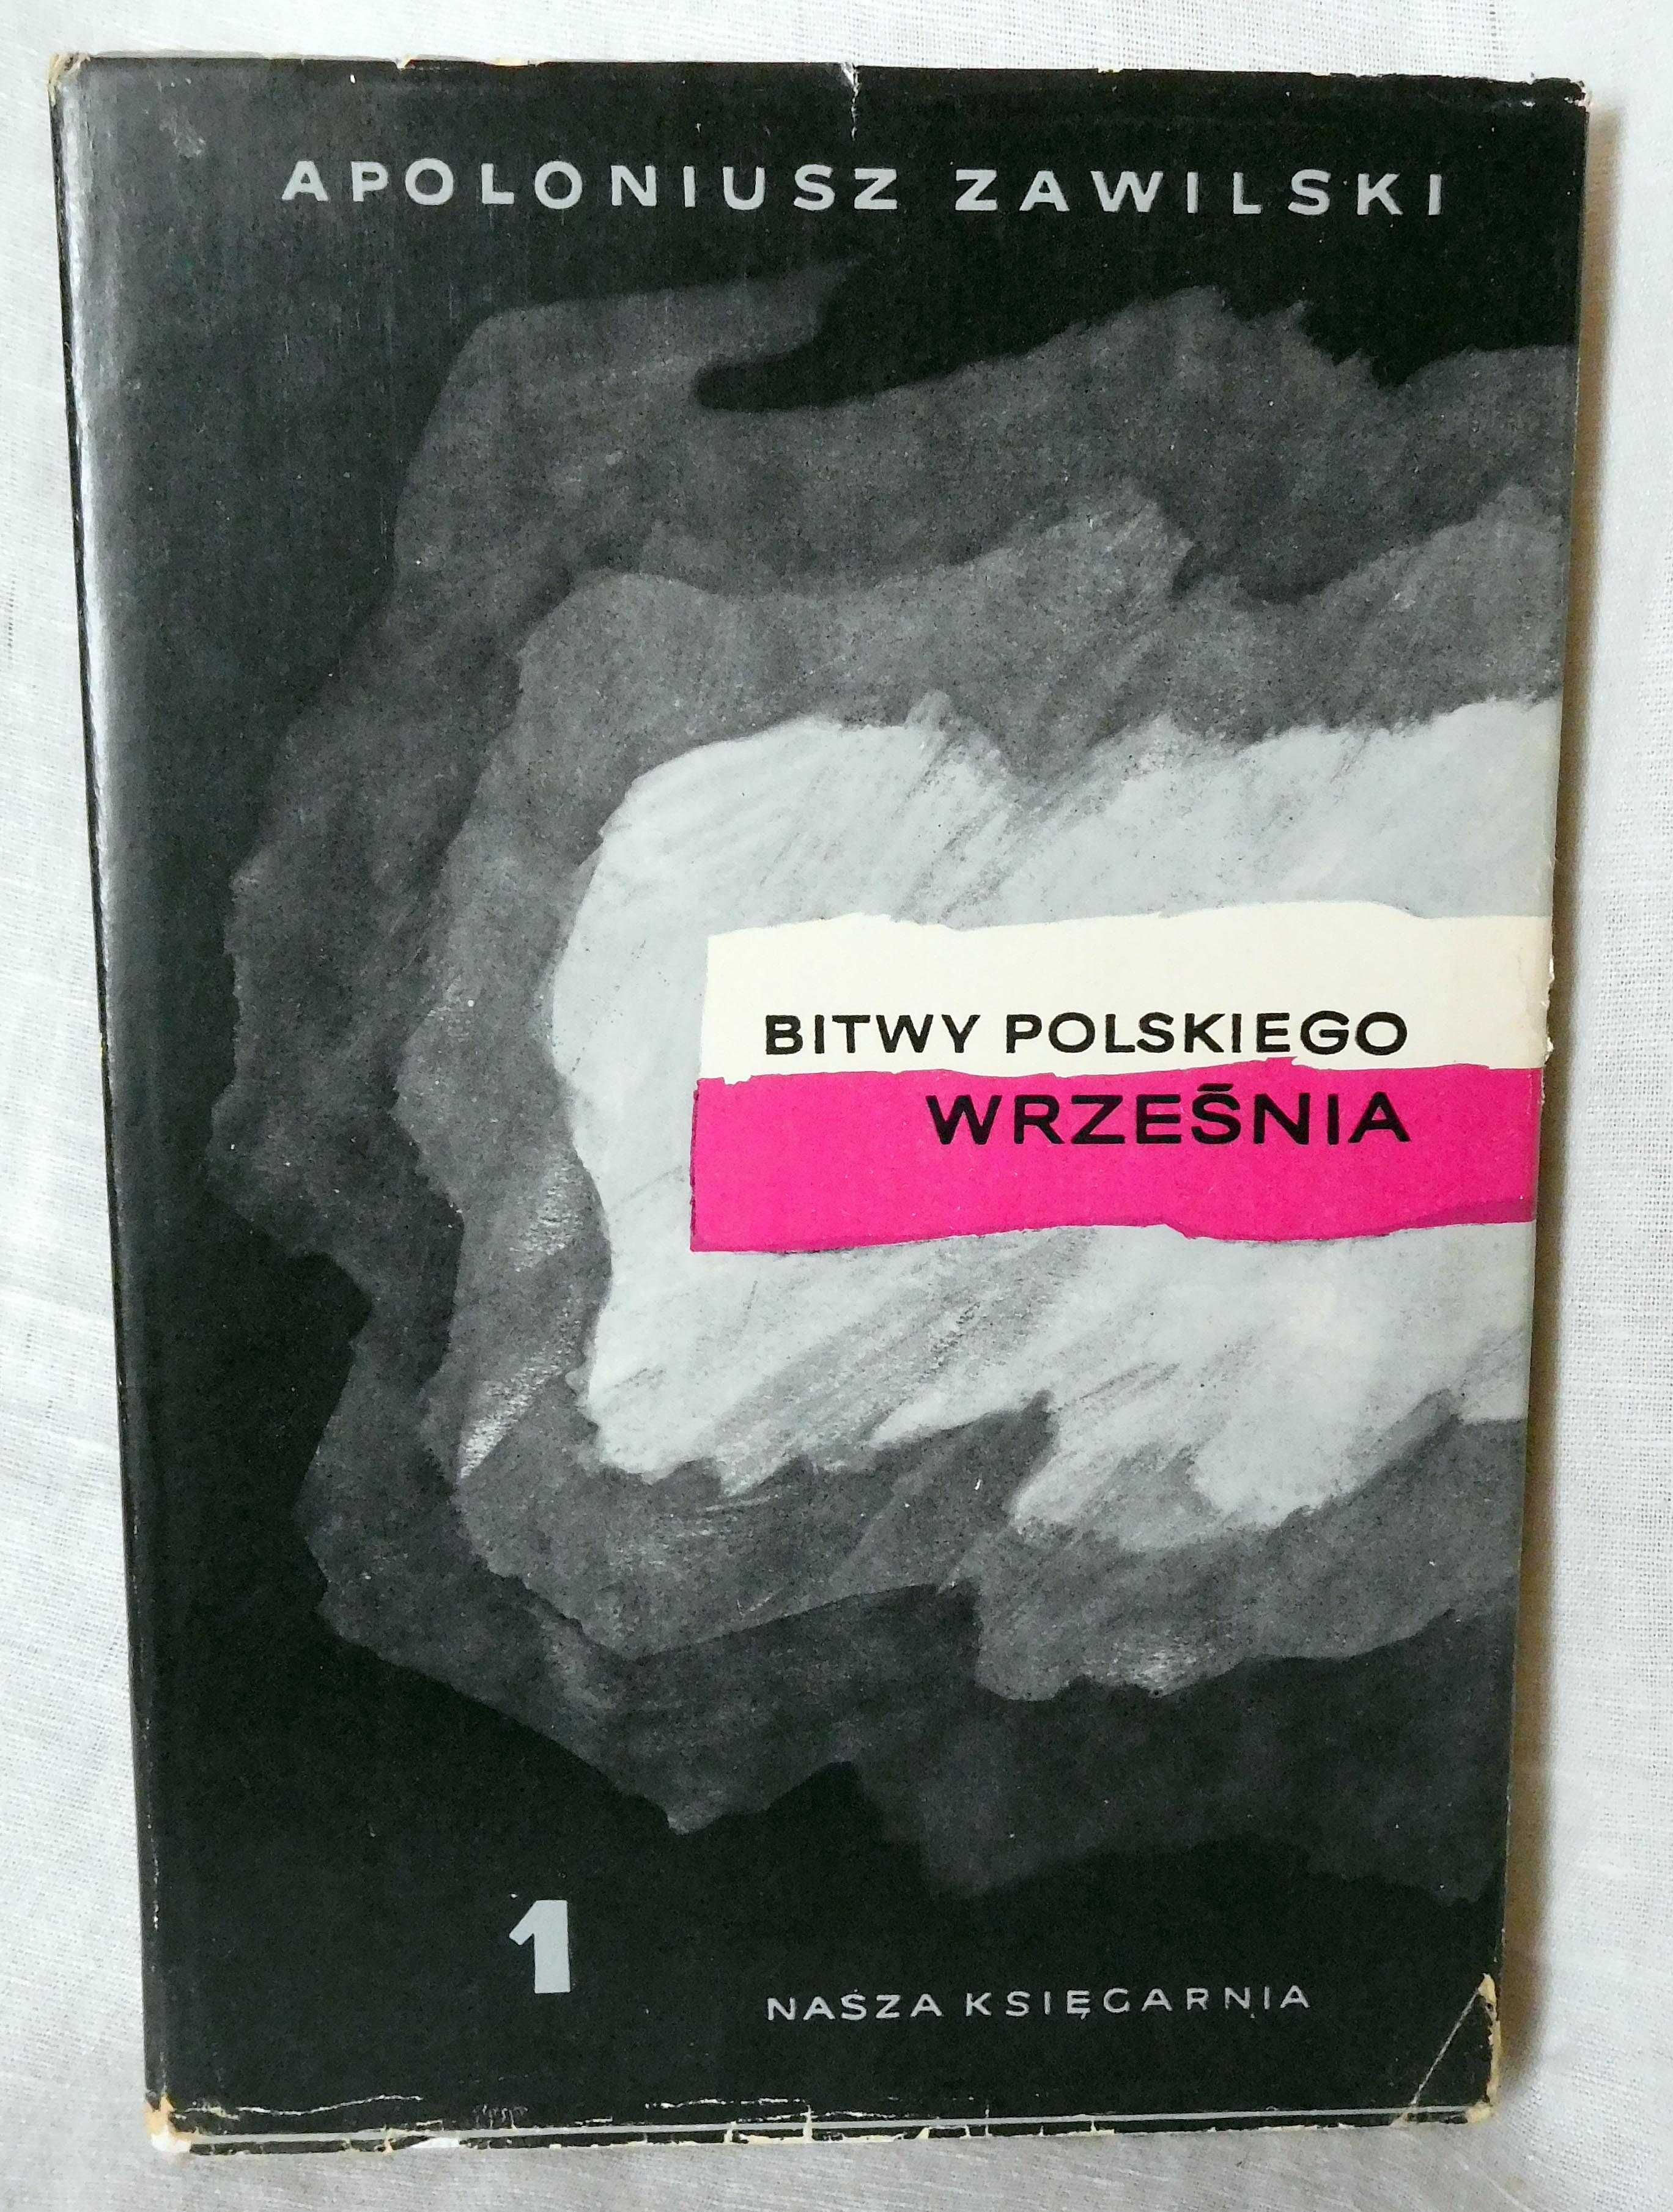 APOLONIUSZ ZAWILSKI
BITWY POLSKIEGO
WRZEŚNIA
1
NASZA KSIĘGARNIA